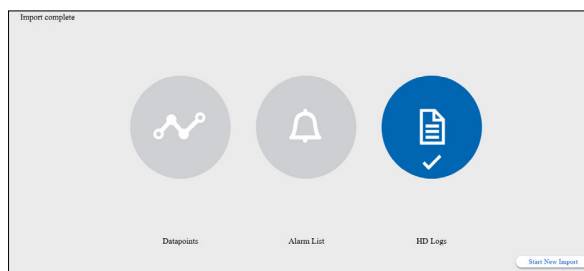 Import complete
Datapoints
Alarm List
HD Logs
Start New Import